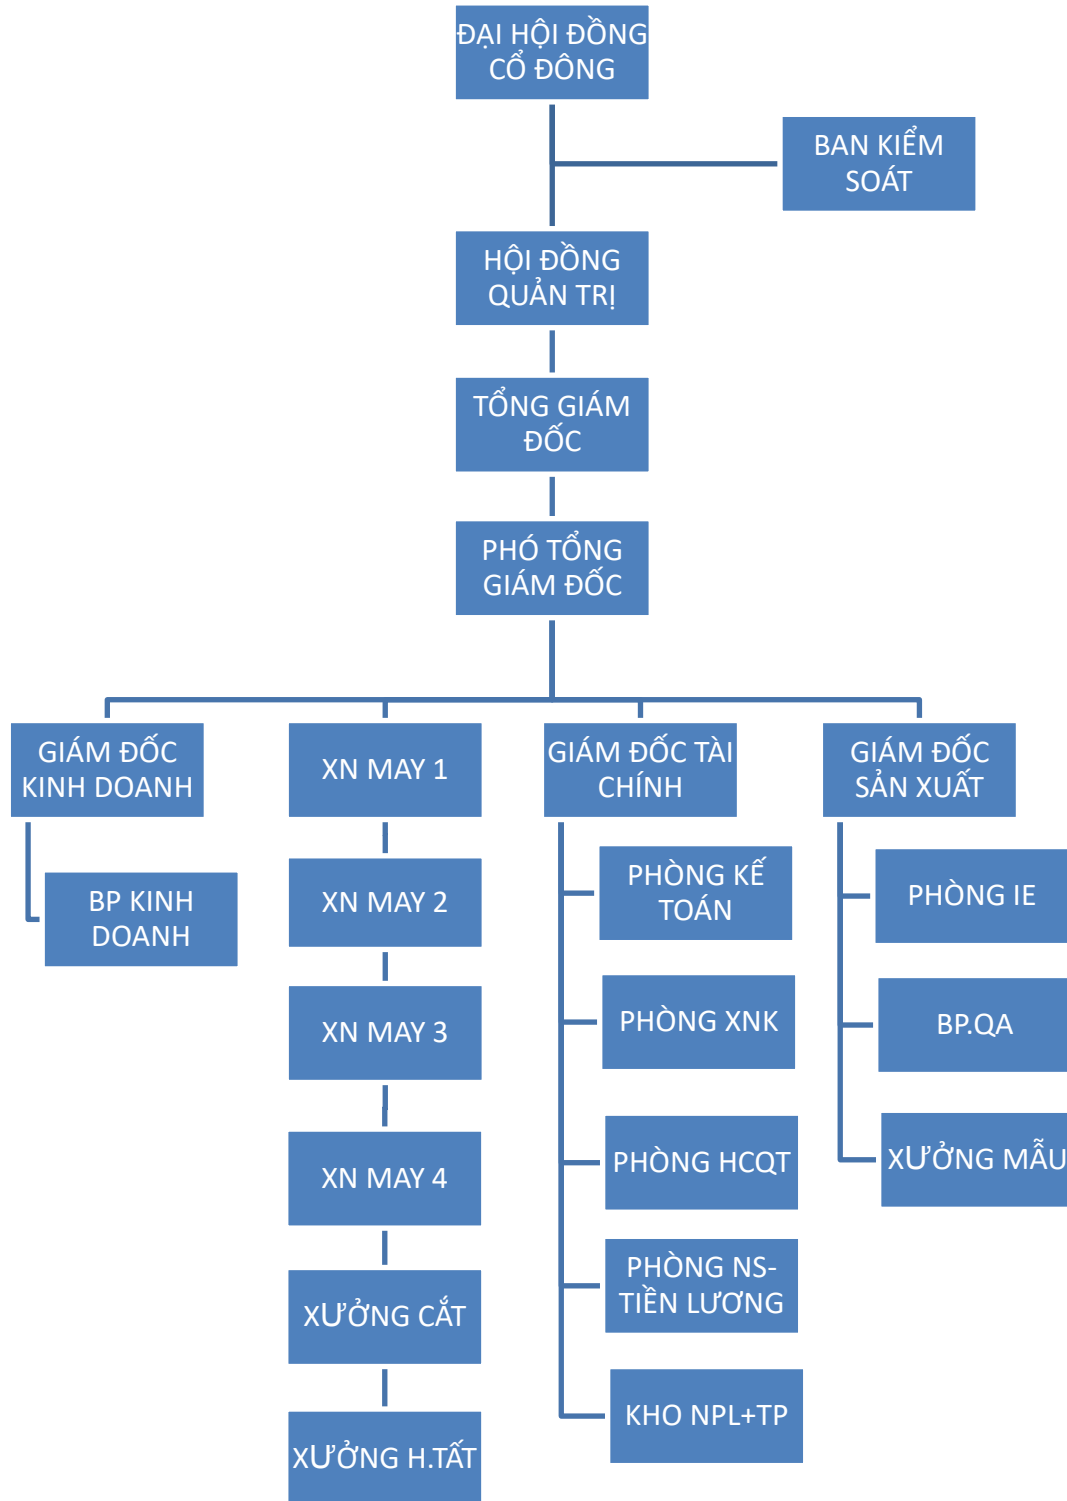 ĐẠI HỘI ĐỒNG
CỔ ĐÔNG
BAN KIỂM
SOÁT
HỘI ĐỒNG
QUẢN TRỊ
TỔNG GIÁM
ĐỐC
PHÓ TỔNG
GIÁM ĐỐC
GIÁM ĐỐC
KINH DOANH
BP KINH
DOANH
XN MAY 1
XN MAY 2
XN MAY 3
XN MAY 4
XƯỞNG CẮT
XƯỞNG H.TẤT
GIÁM ĐỐC TÀI
CHÍNH
PHÒNG KẾ
TOÁN
PHÒNG XNK
PHÒNG HCQT
PHÒNG NS-
TIỀN LƯƠNG
KHO NPL+TP
GIÁM ĐỐC
SẢN XUẤT
PHÒNG IE
BP.QA
XƯỞNG MẪU